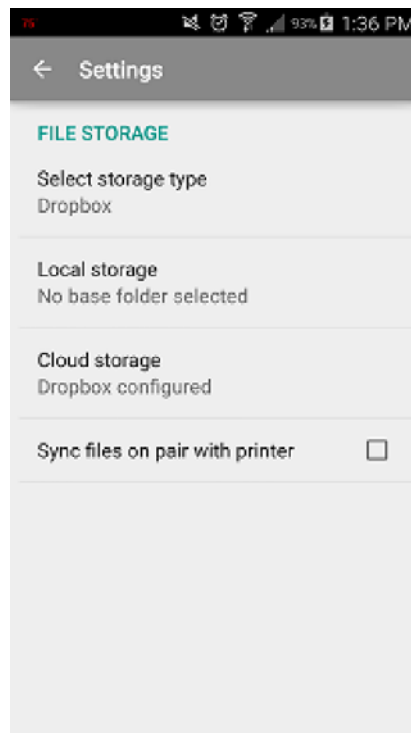 93% 1:36 PM
Settings
FILE STORAGE
Select storage type
Dropbox
Local storage
No base folder selected
Cloud storage
Dropbox configured
Sync files on pair with printer